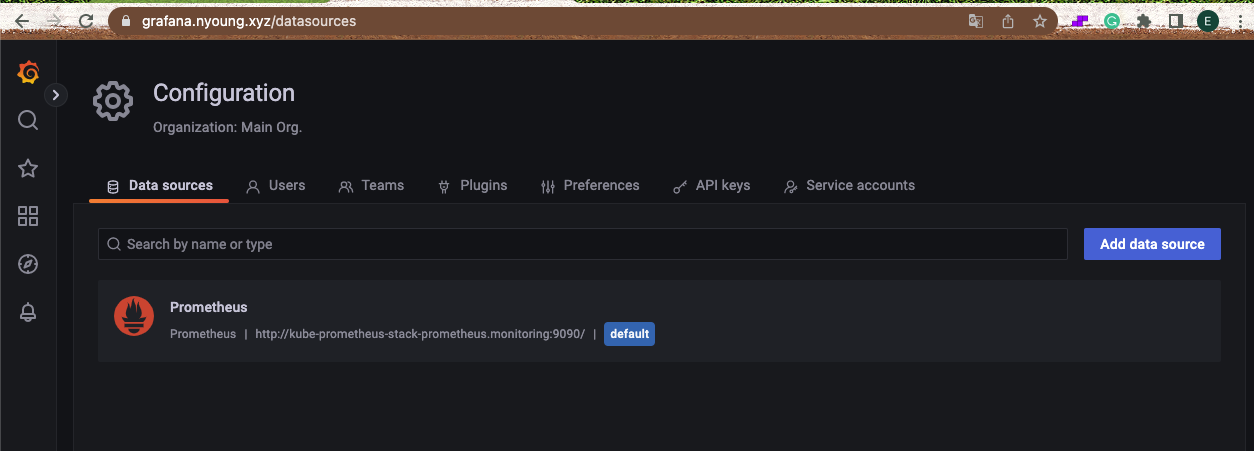 grafana.nyoung.xyz/datasources
E
Configuration
Organization: Main Org.
Data sources Users Teams Plugins Preferences API keys Service accounts
Search by name or type Add data source
Prometheus
Prometheus | http://kube-prometheus-stack-prometheus.monitoring:9090/ | default